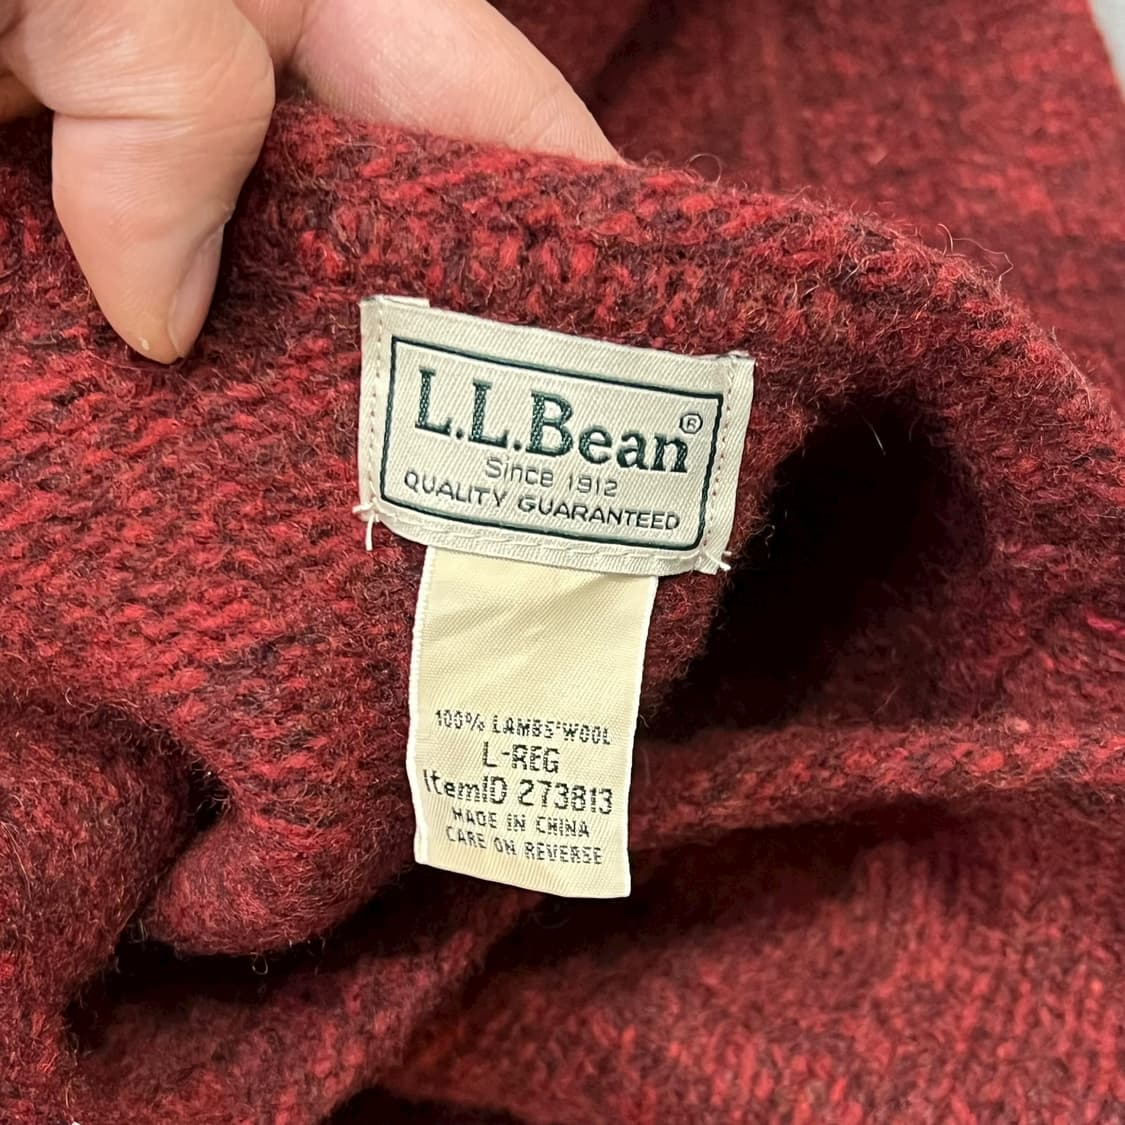 L.L.Bean®
Since 1912
QUALITY GUARANTEED
100% LAMBS'WOOL
L-REG
ItemID 273813
MADE IN CHINA
CARE ON REVERSE